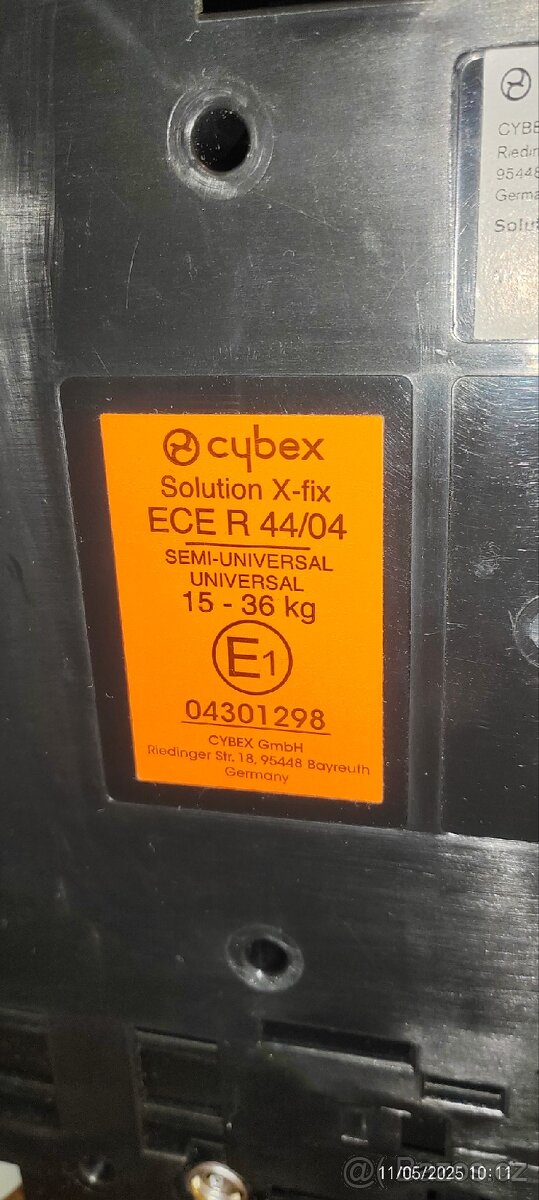 cybex
Solution X-fix
ECE R 44/04
SEMI-UNIVERSAL
UNIVERSAL
15 - 36 kg
E1
04301298
CYBEX GmbH
Riedinger Str. 18, 95448 Bayreuth
Germany
95448
11/05/2025 10:11